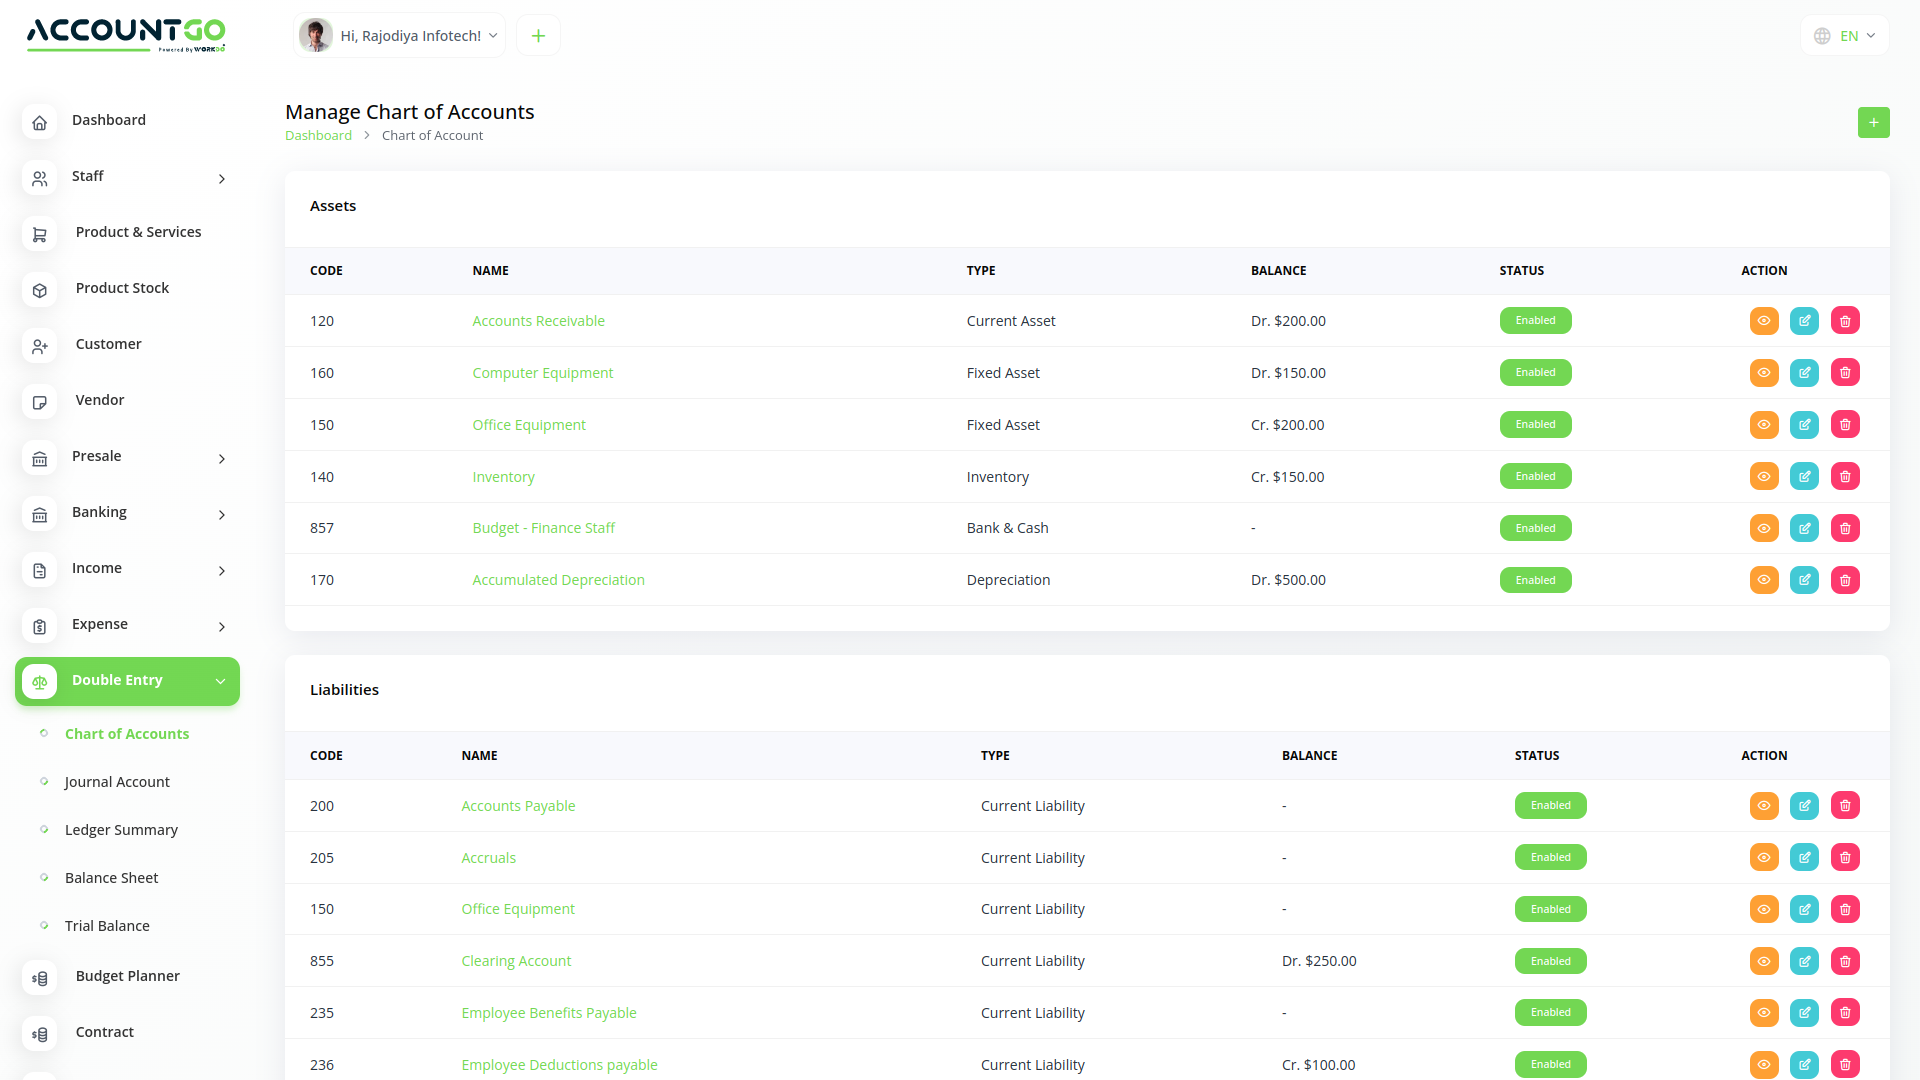 ACCOUNTGO
Powered By WORKDO
Hi, Rajodiya Infotech!
EN
Dashboard
Staff
Product & Services
Product Stock
Customer
Vendor
Presale
Banking
Income
Expense
Double Entry
Chart of Accounts
Journal Account
Ledger Summary
Balance Sheet
Trial Balance
Budget Planner
Contract
Manage Chart of Accounts
Dashboard > Chart of Account
+
Assets
CODE NAME TYPE BALANCE STATUS ACTION
120 Accounts Receivable Current Asset Dr. $200.00 Enabled
160 Computer Equipment Fixed Asset Dr. $150.00 Enabled
150 Office Equipment Fixed Asset Cr. $200.00 Enabled
140 Inventory Inventory Cr. $150.00 Enabled
857 Budget - Finance Staff Bank & Cash - Enabled
170 Accumulated Depreciation Depreciation Dr. $500.00 Enabled
Liabilities
CODE NAME TYPE BALANCE STATUS ACTION
200 Accounts Payable Current Liability - Enabled
205 Accruals Current Liability - Enabled
150 Office Equipment Current Liability - Enabled
855 Clearing Account Current Liability Dr. $250.00 Enabled
235 Employee Benefits Payable Current Liability - Enabled
236 Employee Deductions payable Current Liability Cr. $100.00 Enabled